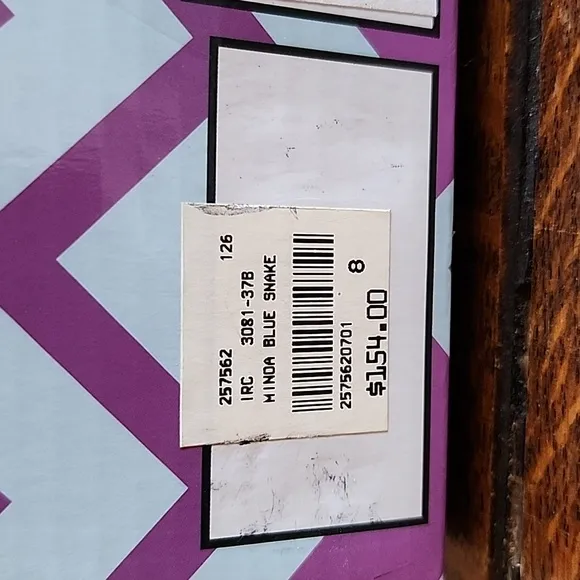 257562 126
IRC 3081-37B
MINDA BLUE SNAKE
2575620701 8
$154.00